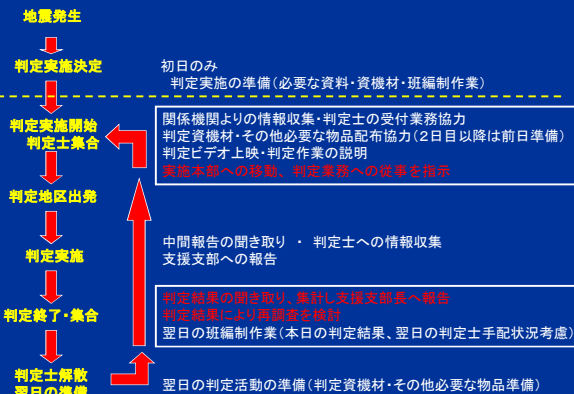 地震発生
判定実施決定
初日のみ
判定実施の準備（必要な資料・資機材・班編制作業）
判定実施開始
判定士集合
関係機関よりの情報収集・判定士の受付業務協力
判定資機材・その他必要な物品配布協力（２日目以降は前日準備）
判定ビデオ上映・判定作業の説明
実施本部への移動、判定業務への従事を指示
判定地区出発
判定実施
中間報告の聞き取り ・ 判定士への情報収集
支援支部への報告
判定終了・集合
判定結果の聞き取り、集計し支援支部長へ報告
判定結果により再調査を検討
翌日の班編制作業（本日の判定結果、翌日の判定士手配状況考慮）
判定士解散
翌日の準備
翌日の判定活動の準備（判定資機材・その他必要な物品準備）